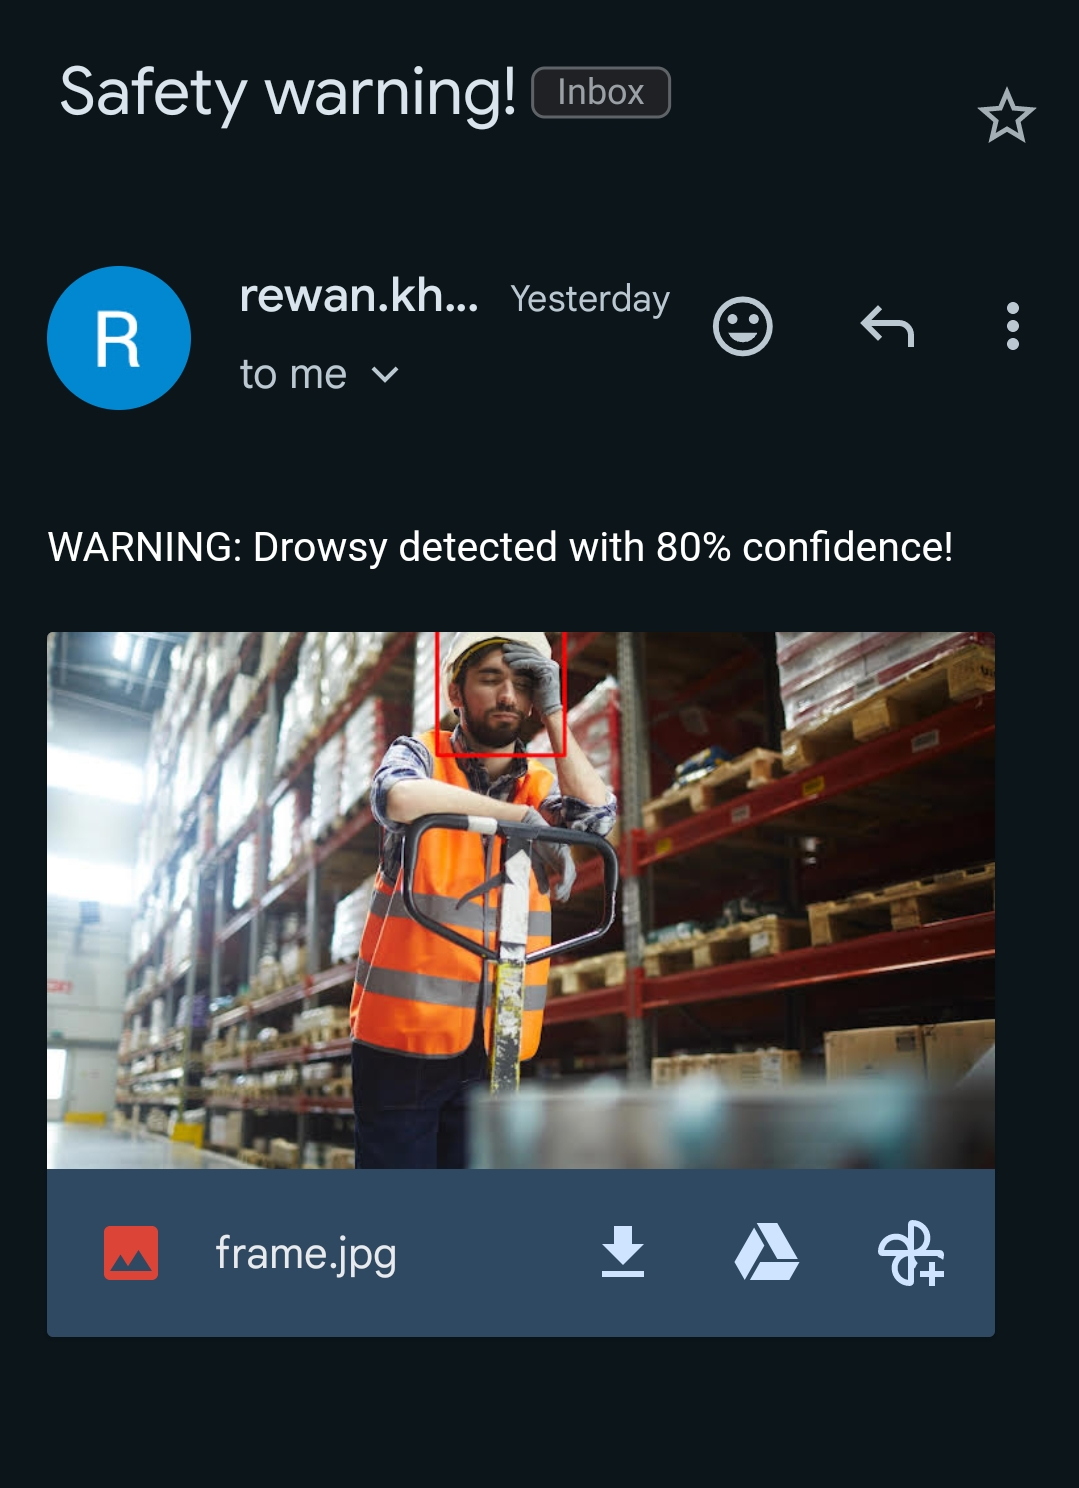 Safety warning! Inbox
R
rewan.kh... Yesterday
to me
WARNING: Drowsy detected with 80% confidence!
frame.jpg